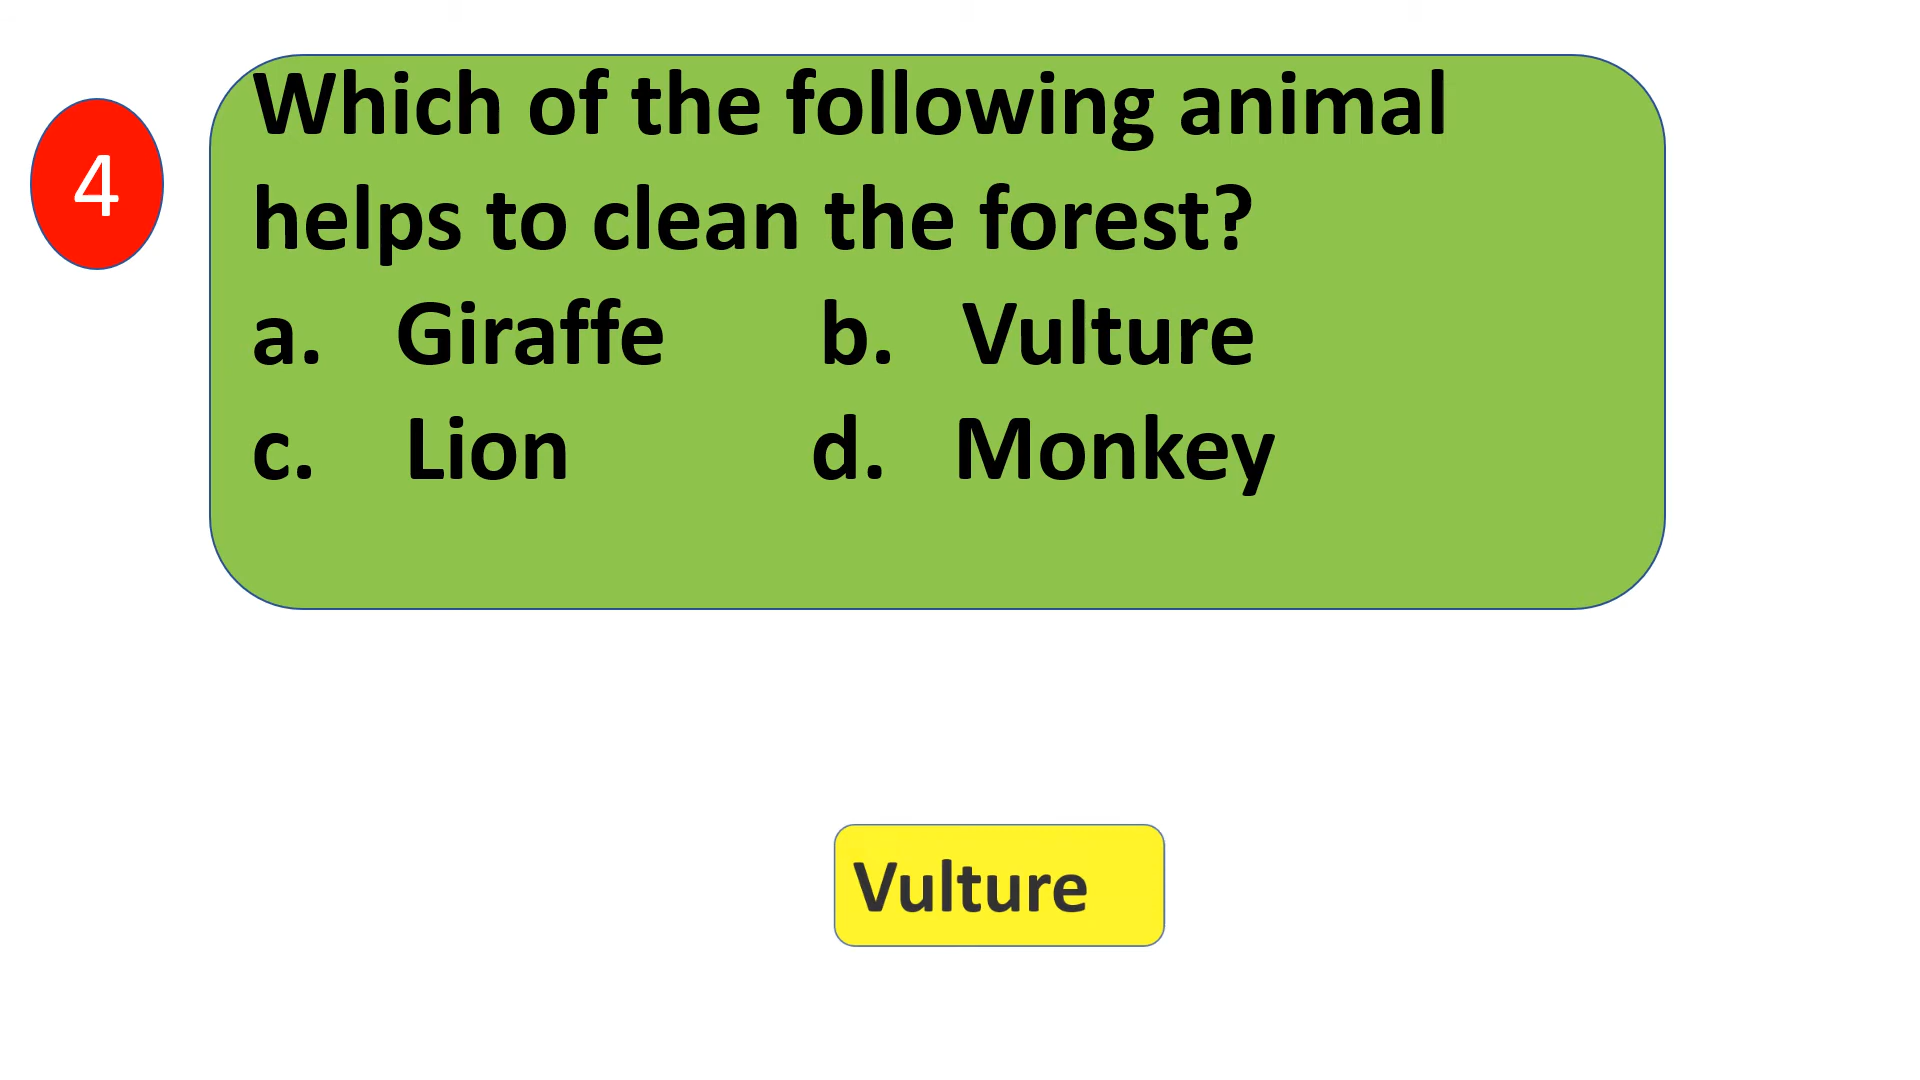 4
Which of the following animal
helps to clean the forest?
a. Giraffe b. Vulture
c. Lion d. Monkey
Vulture